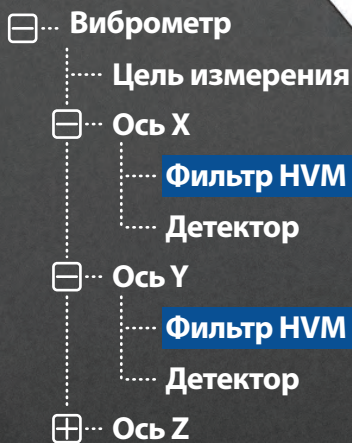 Виброметр
Цель измерения
Ось X
Фильтр HVM
Детектор
Ось Y
Фильтр HVM
Детектор
Ось Z